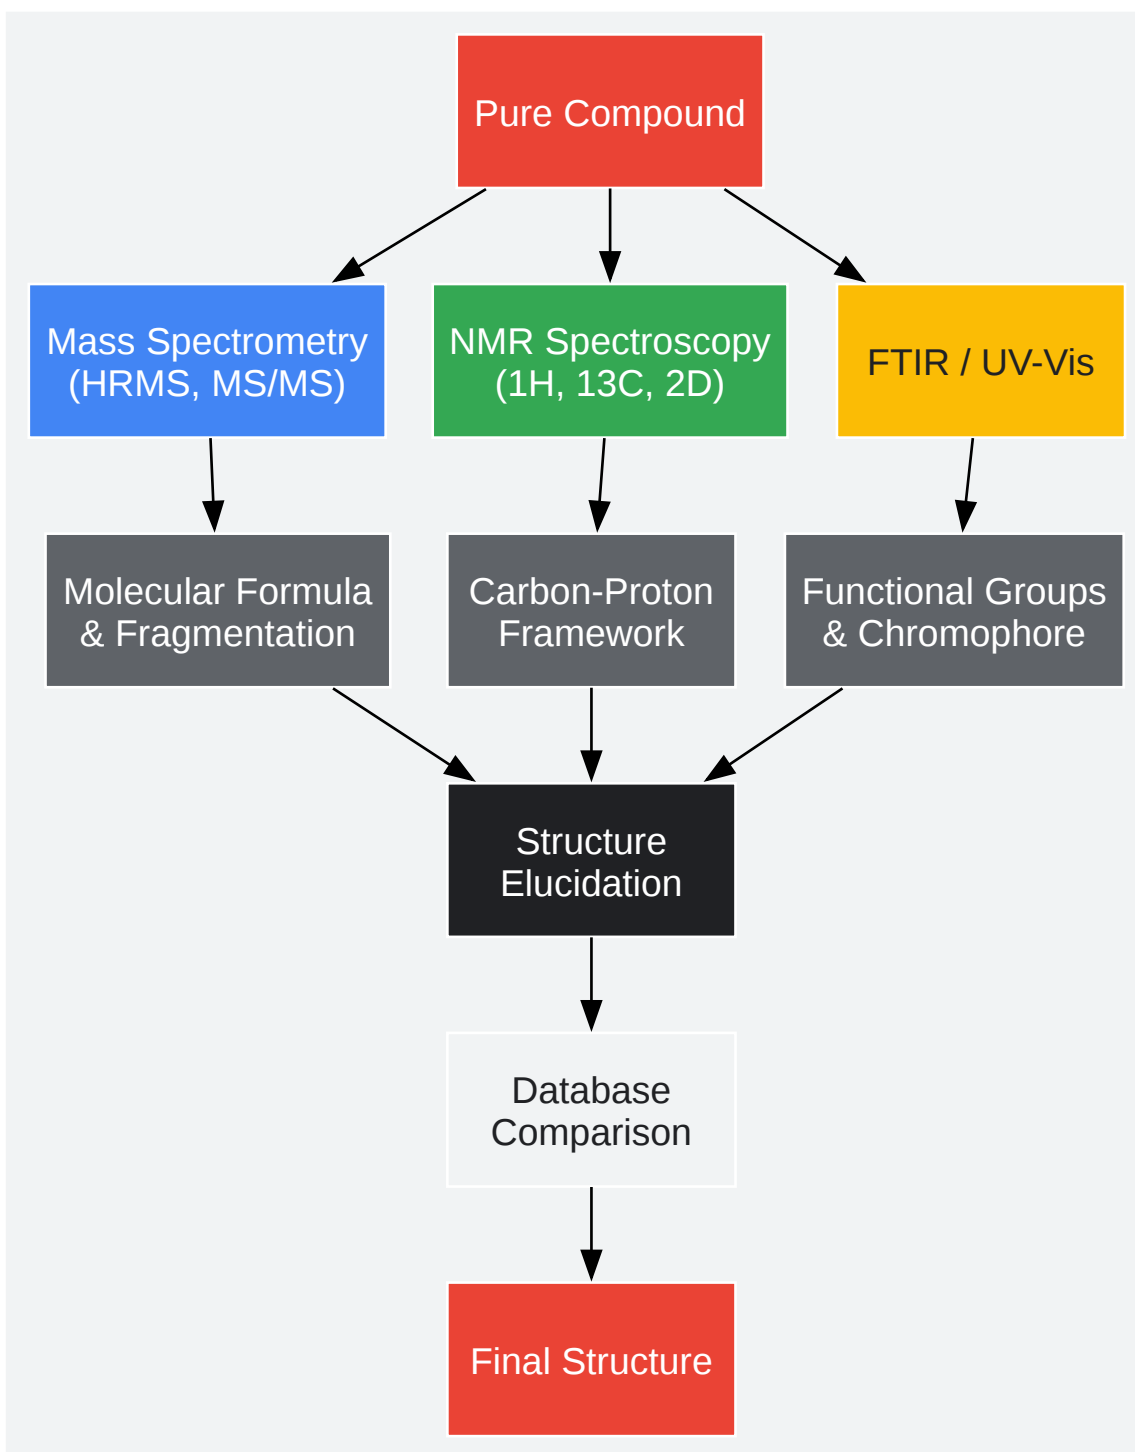 Pure Compound
Mass Spectrometry
(HRMS, MS/MS)
NMR Spectroscopy
(1H, 13C, 2D)
FTIR / UV-Vis
Molecular Formula
& Fragmentation
Carbon-Proton
Framework
Functional Groups
& Chromophore
Structure
Elucidation
Database
Comparison
Final Structure